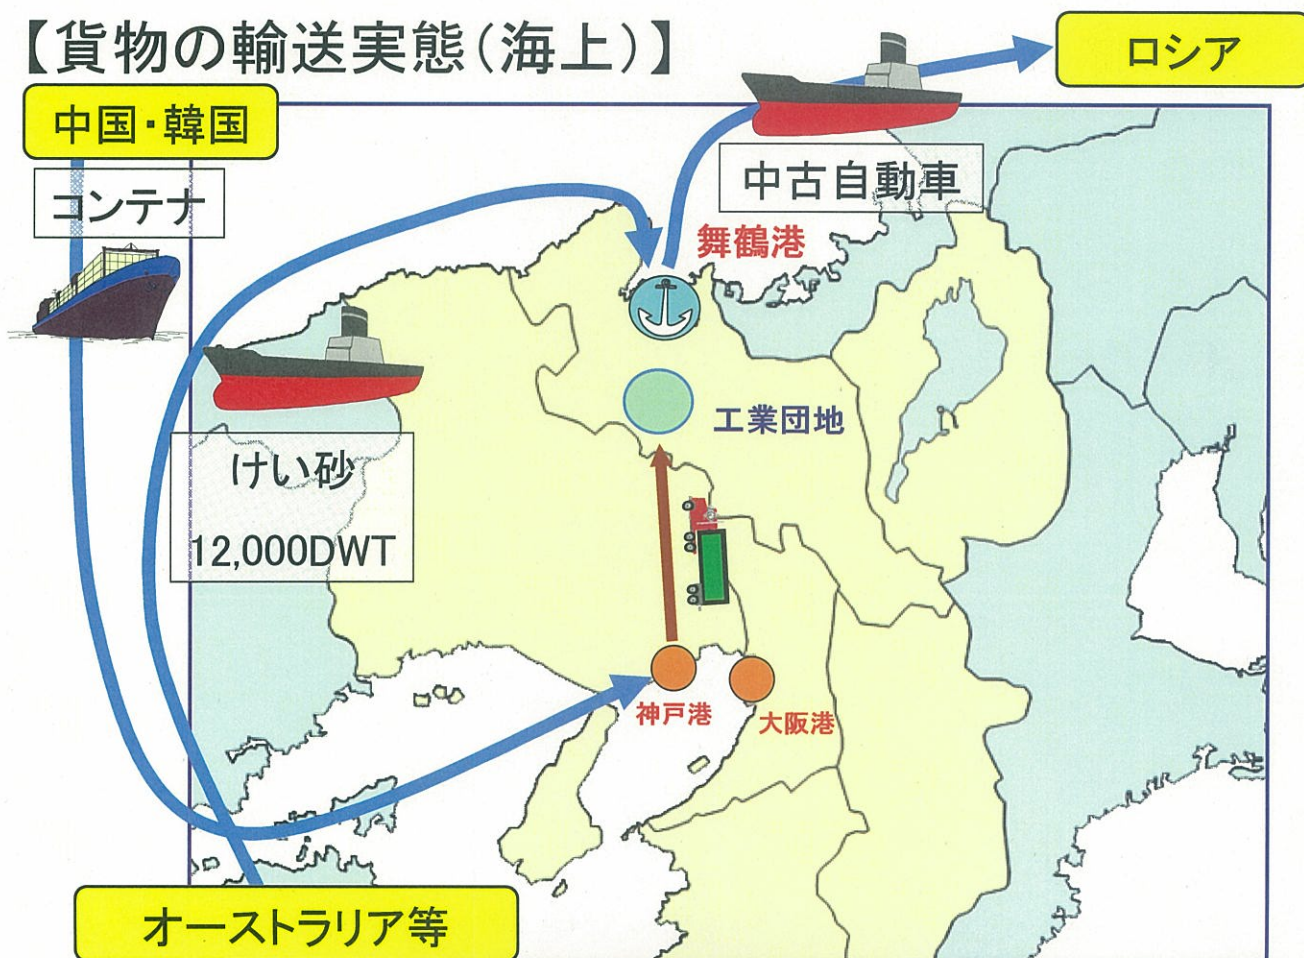 【貨物の輸送実態(海上)】
ロシア
中国・韓国
コンテナ
中古自動車
舞鶴港
工業団地
けい砂
12,000DWT
神戸港
大阪港
オーストラリア等